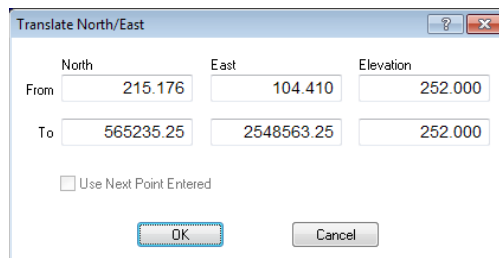 Translate North/East
North East Elevation
From 215.176 104.410 252.000
To 565235.25 2548563.25 252.000
Use Next Point Entered
OK Cancel